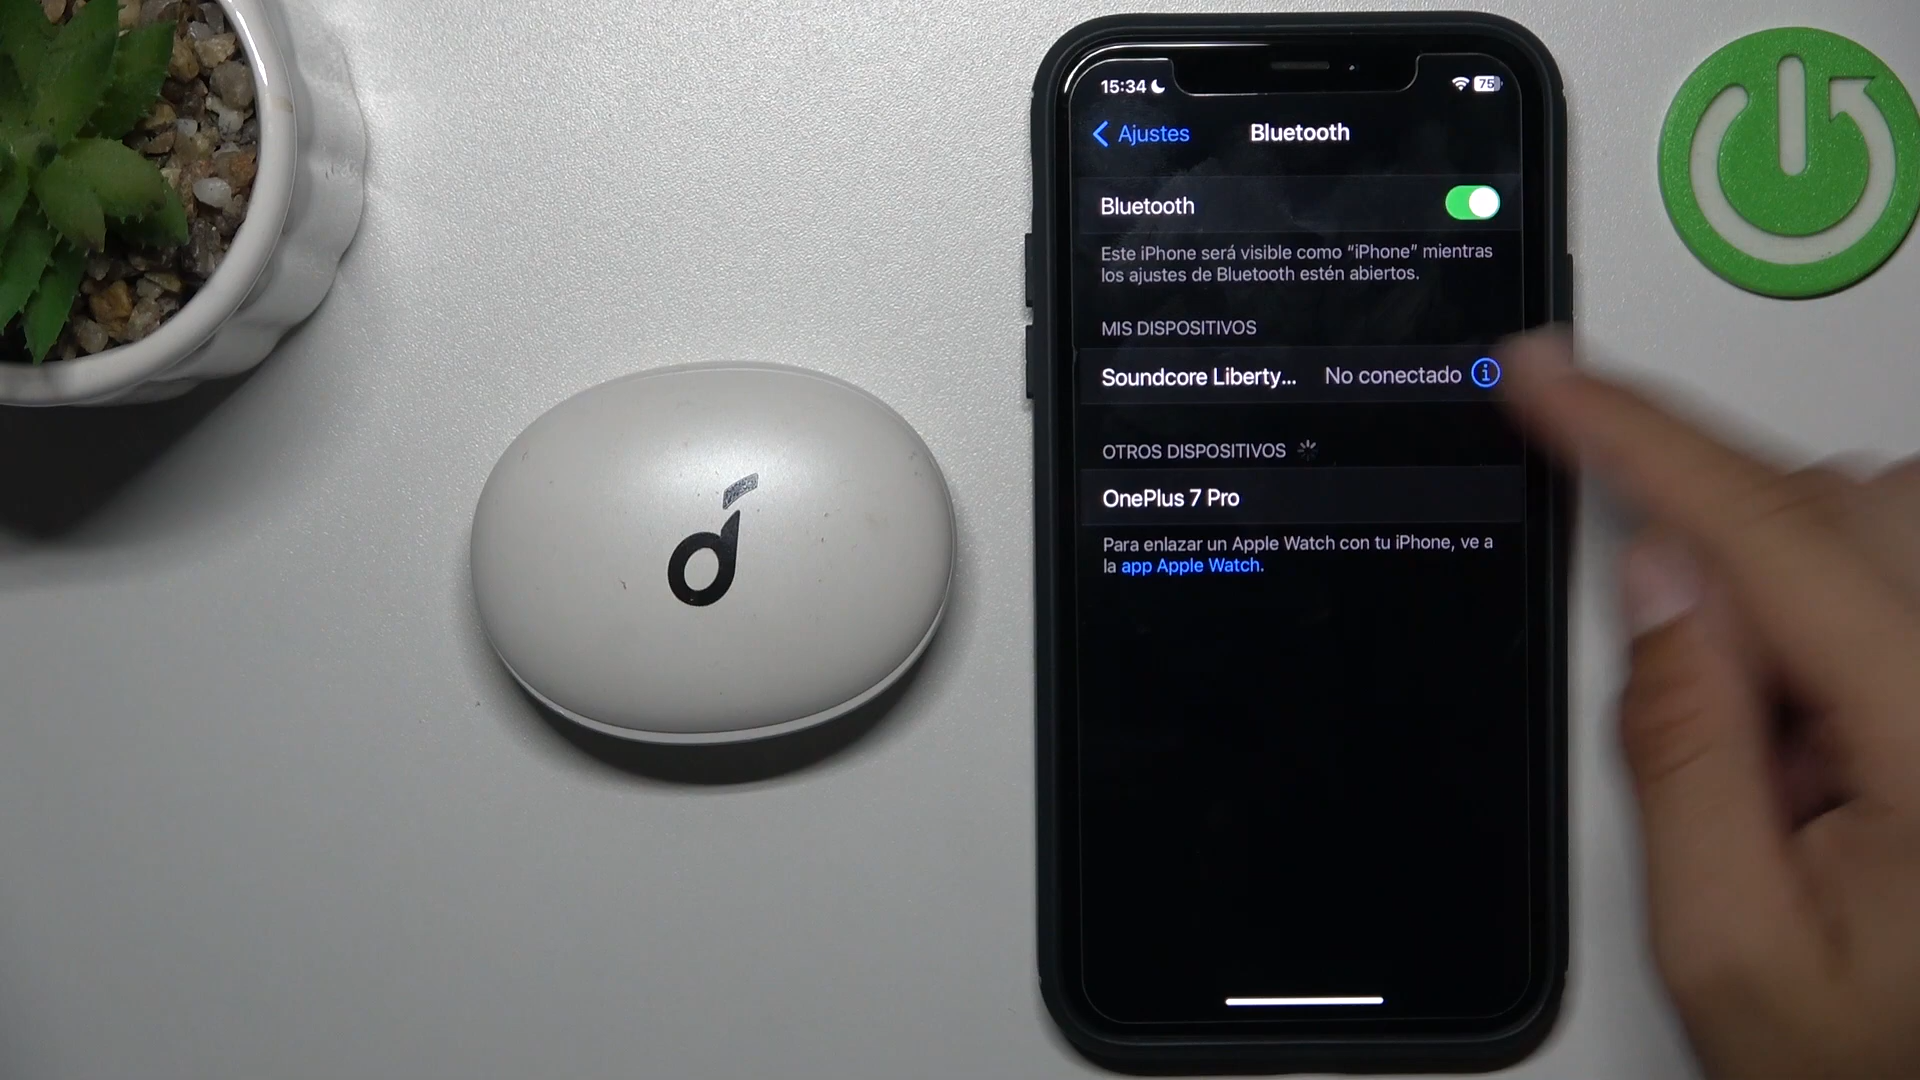 15:34
75
Ajustes
Bluetooth
Bluetooth
Este iPhone será visible como “iPhone” mientras
los ajustes de Bluetooth estén abiertos.
MIS DISPOSITIVOS
Soundcore Liberty... No conectado
OTROS DISPOSITIVOS
OnePlus 7 Pro
Para enlazar un Apple Watch con tu iPhone, ve a
la app Apple Watch.